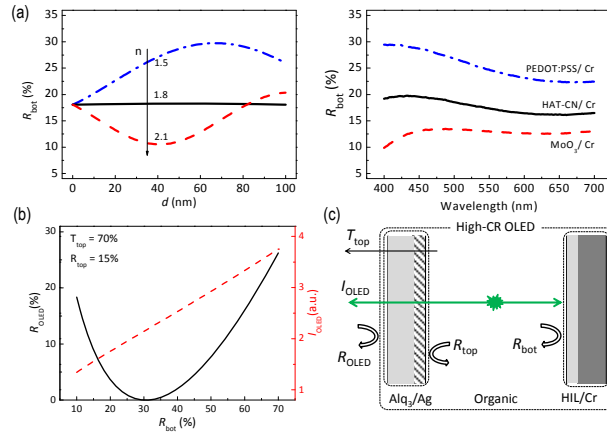 (a)
30
25
20
15
10
5
R_bot (%)
n
1.5
1.8
2.1
0 20 40 60 80 100
d (nm)
35
30
25
20
15
10
5
R_bot (%)
PEDOT:PSS/ Cr
HAT-CN/ Cr
MoO₃/ Cr
400 450 500 550 600 650 700
Wavelength (nm)
(b)
30
20
10
0
R_OLED (%)
T_top = 70%
R_top = 15%
4
3
2
1
I_OLED (a.u.)
10 20 30 40 50 60 70
R_bot (%)
(c)
High-CR OLED
T_top
I_OLED
R_OLED
R_top
R_bot
Alq₃/Ag
Organic
HIL/Cr